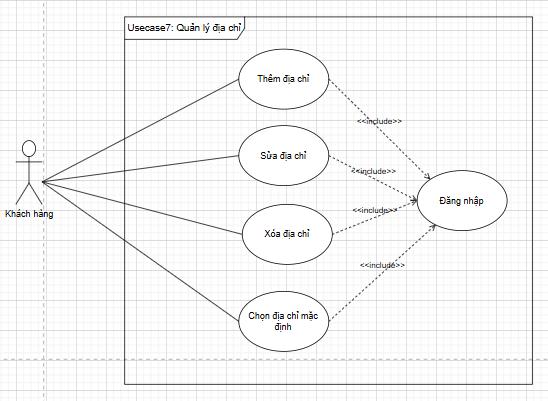 Usecase7: Quản lý địa chỉ
Thêm địa chỉ
<<include>>
Sửa địa chỉ
<<include>>
Đăng nhập
Khách hàng
<<include>>
Xóa địa chỉ
<<include>>
Chọn địa chỉ mặc
định